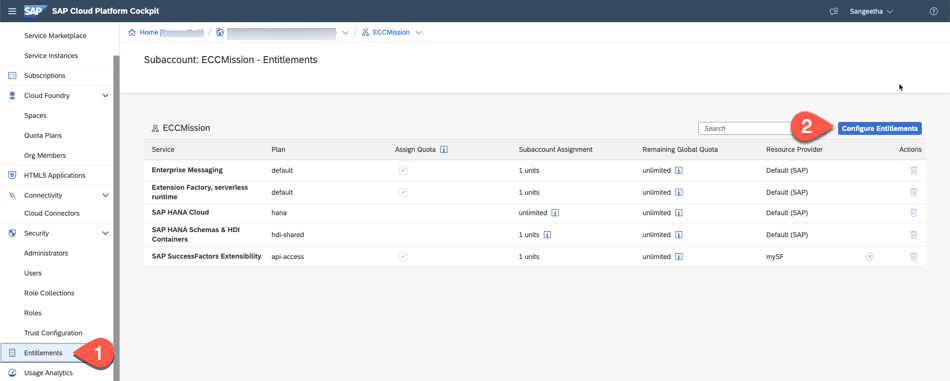 SAP SAP Cloud Platform Cockpit Sangeetha
Service Marketplace
Service Instances
Subscriptions
Cloud Foundry
Spaces
Quota Plans
Org Members
HTML5 Applications
Connectivity
Cloud Connectors
Security
Administrators
Users
Role Collections
Roles
Trust Configuration
Entitlements 1
Usage Analytics
Home / / ECCMission
Subaccount: ECCMission - Entitlements
ECCMission Search 2 Configure Entitlements
Service Plan Assign Quota Subaccount Assignment Remaining Global Quota Resource Provider Actions
Enterprise Messaging default 1 units unlimited Default (SAP)
Extension Factory, serverless
runtime default 1 units unlimited Default (SAP)
SAP HANA Cloud hana unlimited unlimited Default (SAP)
SAP HANA Schemas & HDI
Containers hdi-shared 1 units unlimited Default (SAP)
SAP SuccessFactors Extensibility api-access 1 units unlimited mySF